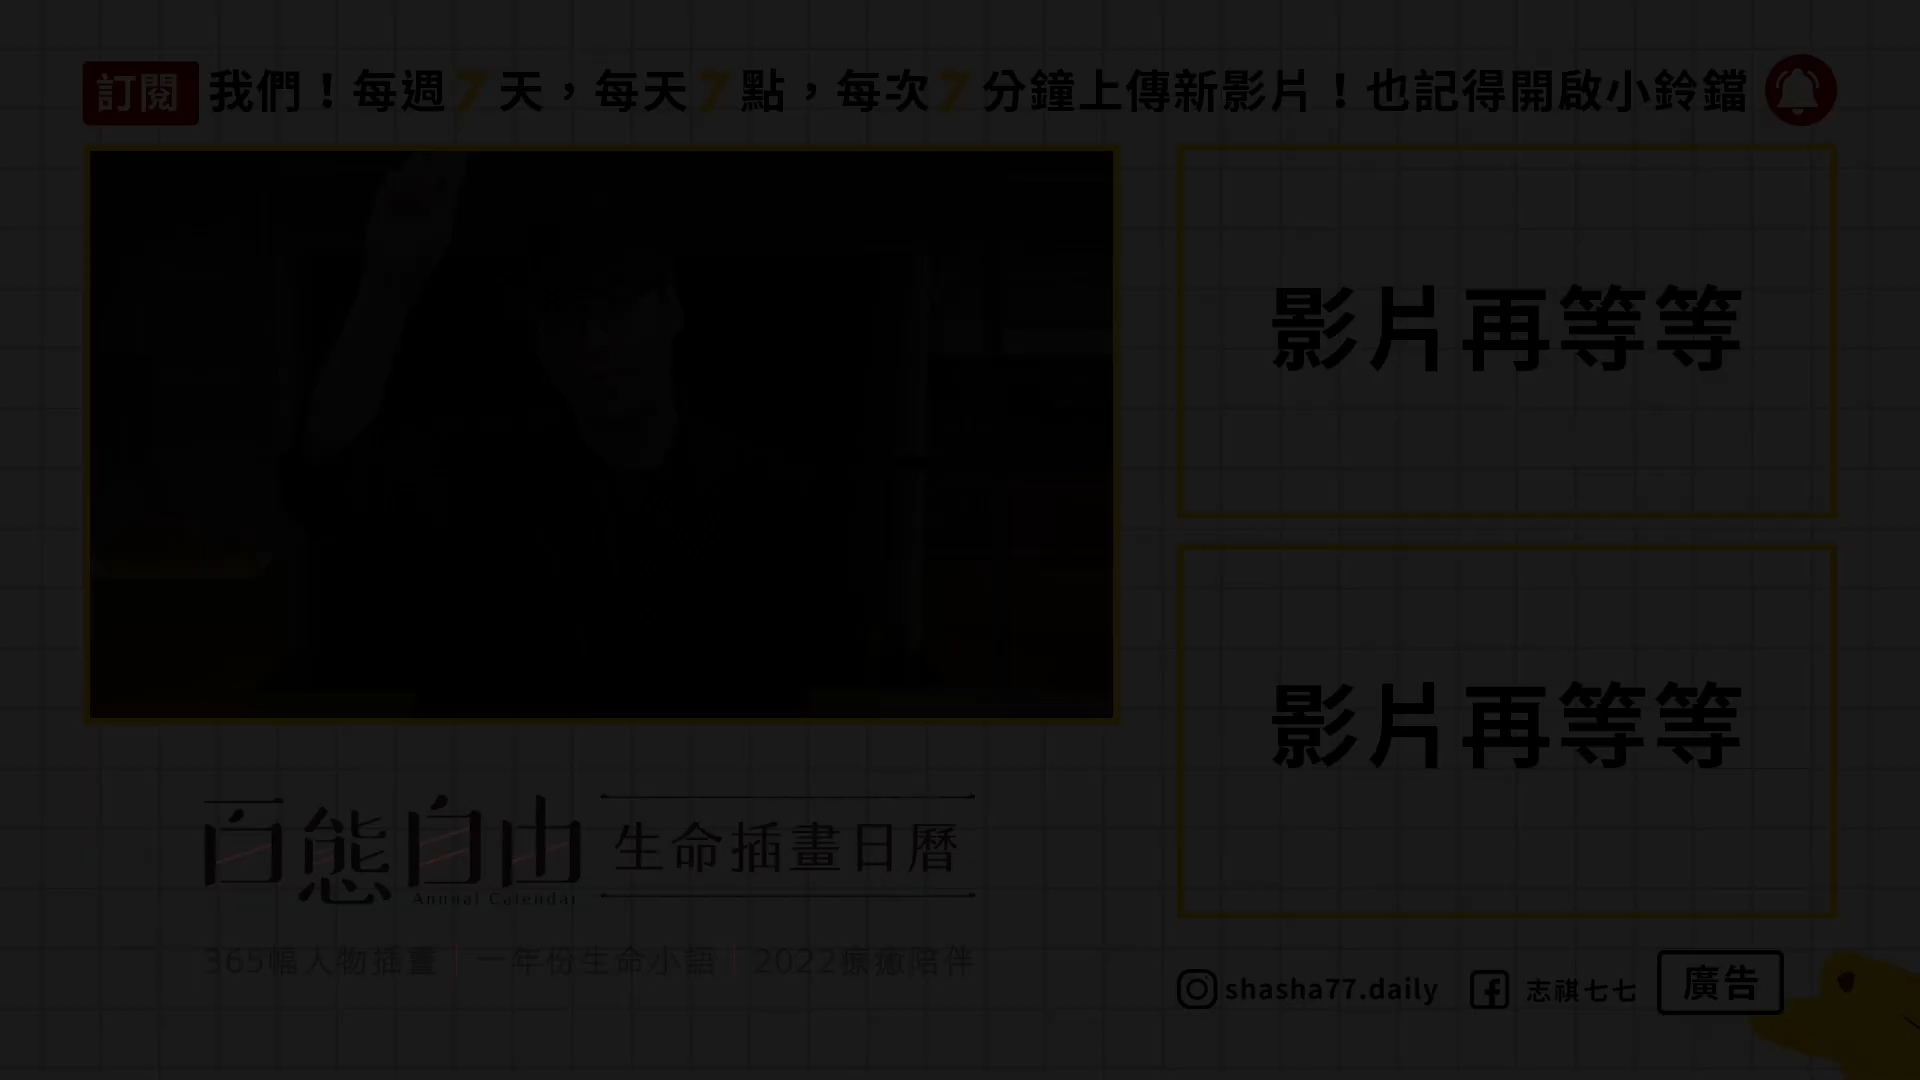 訂閱 我們！每週7天，每天7點，每次7分鐘上傳新影片！也記得開啟小鈴鐺
影片再等等
影片再等等
百態自由 生命插畫日曆
Annual Calendar
365幅人物插畫｜一年份生命小語｜2022療癒陪伴
shasha77.daily 志祺七七 廣告